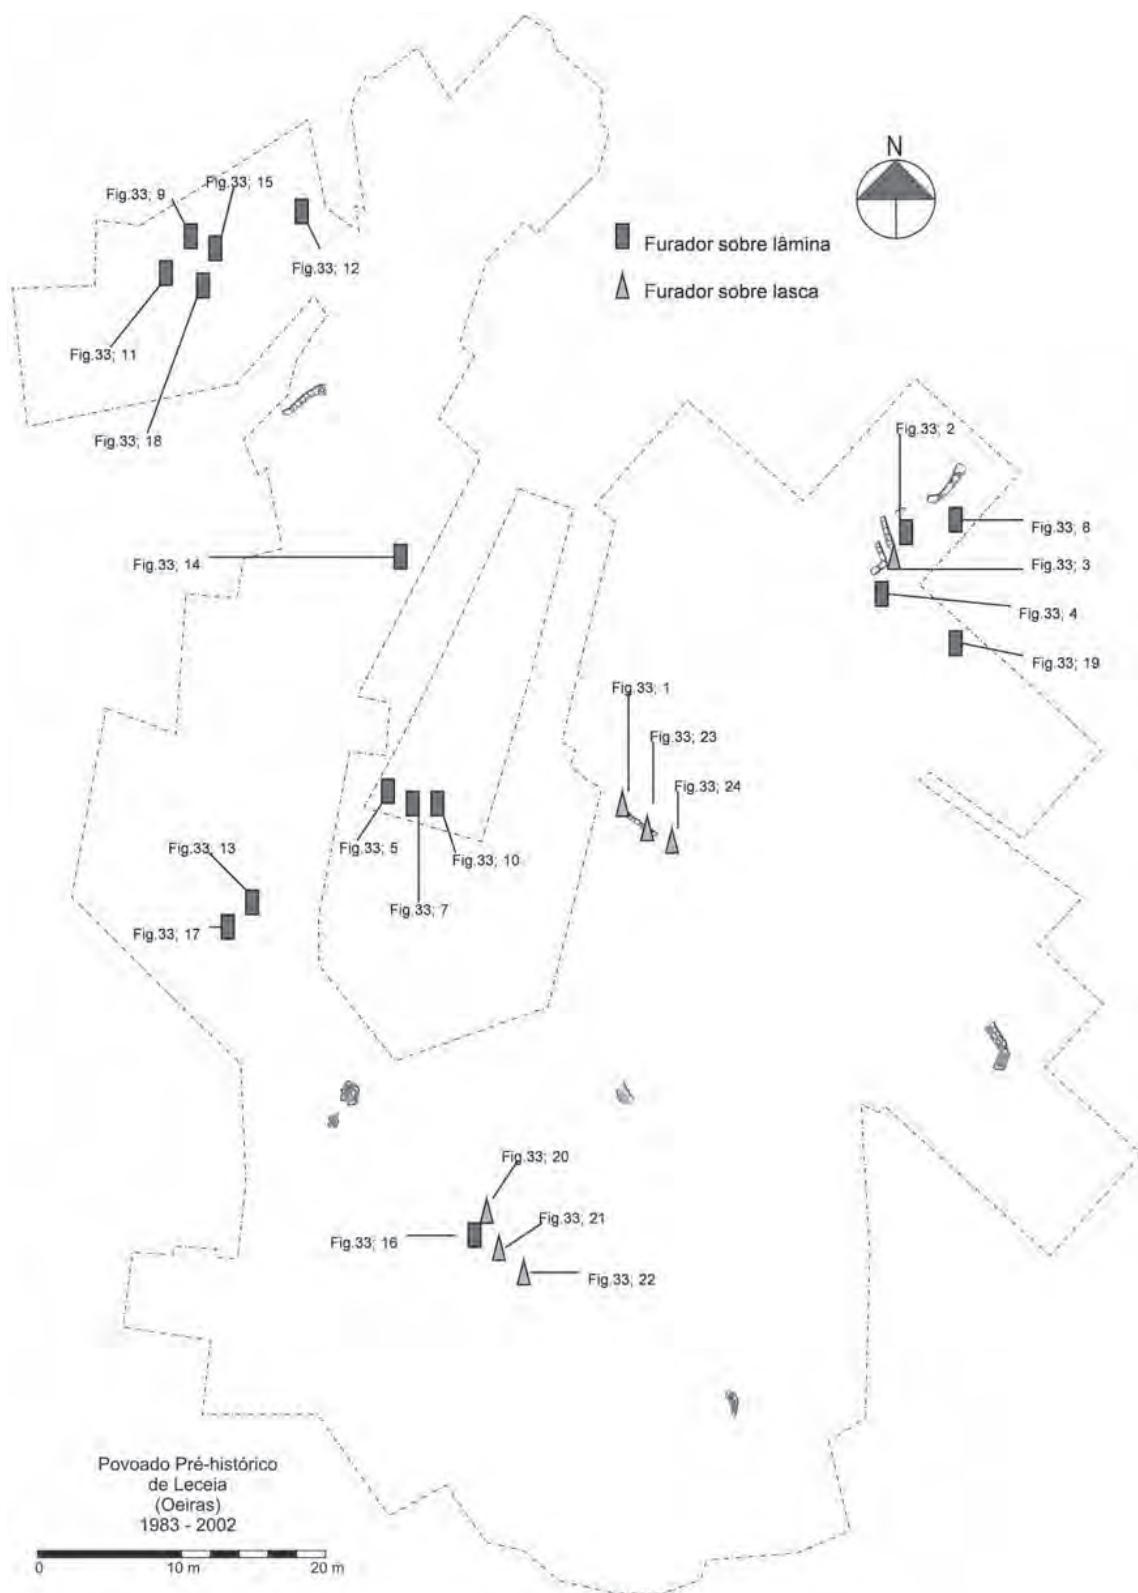 N
Fig.33; 15
Fig.33; 9
Furador sobre lâmina
Fig.33; 12
Furador sobre lasca
Fig.33; 11
Fig.33; 18
Fig.33; 2
Fig.33; 8
Fig.33; 14
Fig.33; 3
Fig.33; 4
Fig.33; 19
Fig.33; 1
Fig.33; 23
Fig.33; 24
Fig.33; 13
Fig.33; 5
Fig.33; 10
Fig.33; 7
Fig.33; 17
Fig.33; 20
Fig.33; 21
Fig.33; 16
Fig.33; 22
Povoado Pré-histórico
de Leceia
(Oeiras)
1983 - 2002
0 10 m 20 m